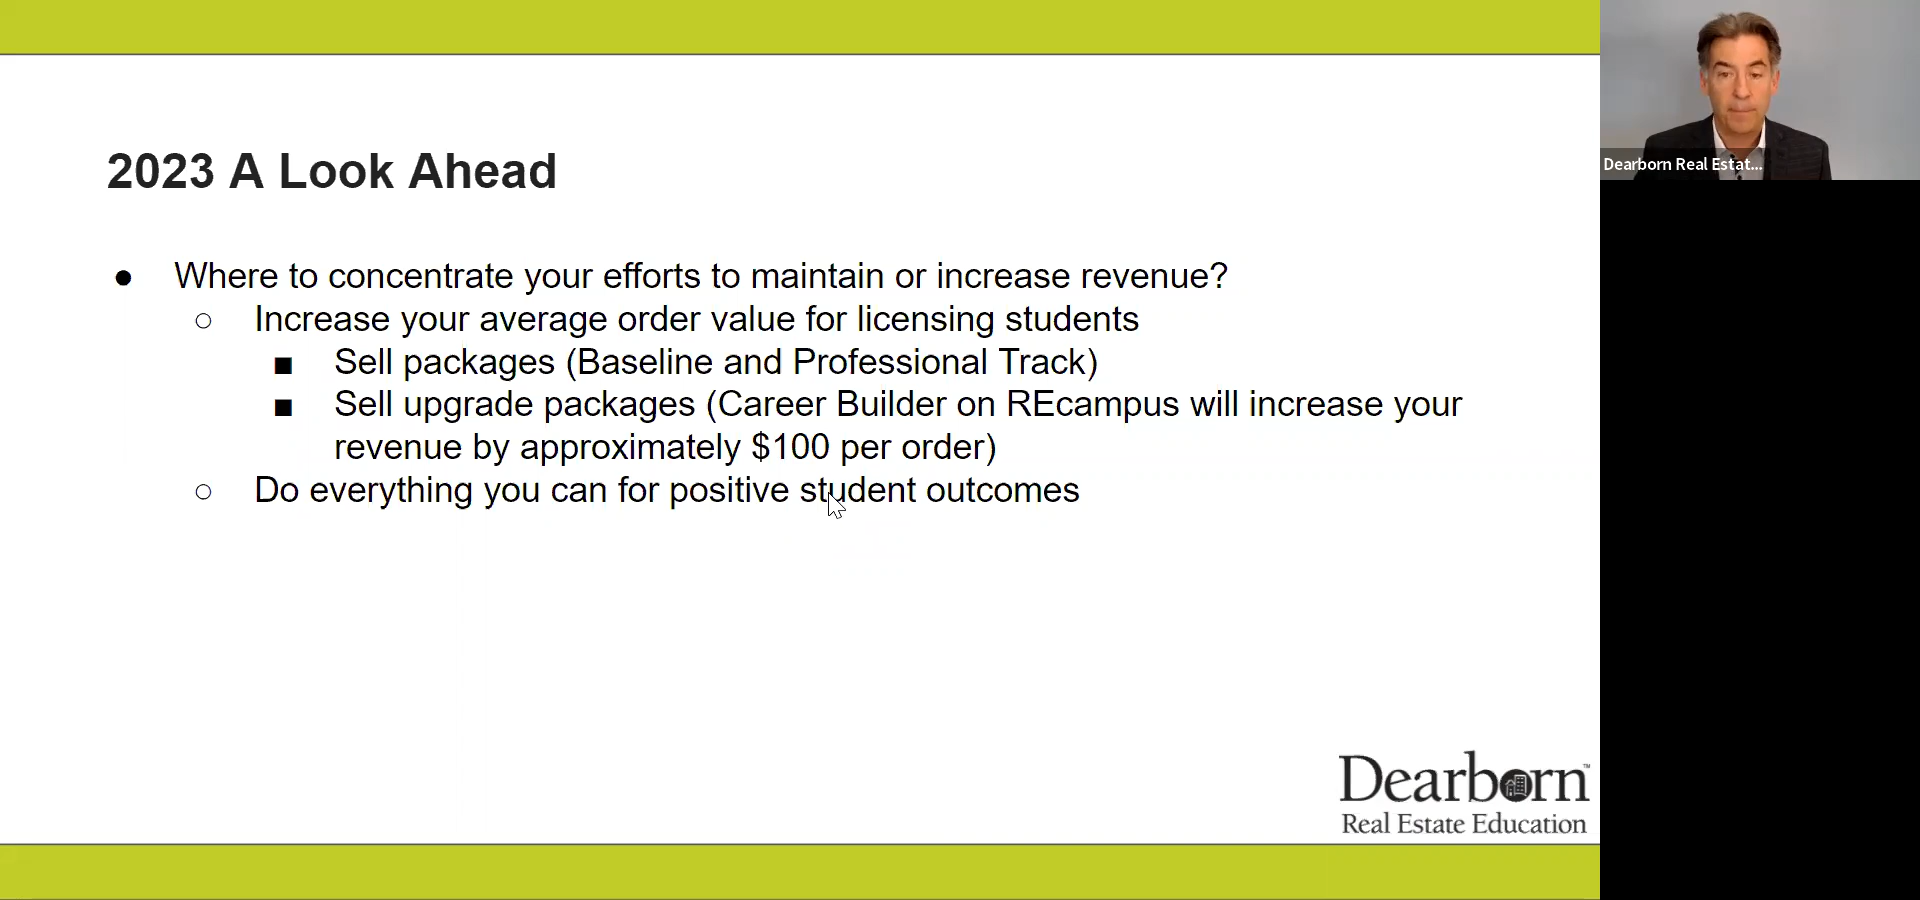 2023 A Look Ahead
● Where to concentrate your efforts to maintain or increase revenue?
○ Increase your average order value for licensing students
■ Sell packages (Baseline and Professional Track)
■ Sell upgrade packages (Career Builder on REcampus will increase your
revenue by approximately $100 per order)
○ Do everything you can for positive student outcomes
Dearborn™
Real Estate Education
Dearborn Real Estat...